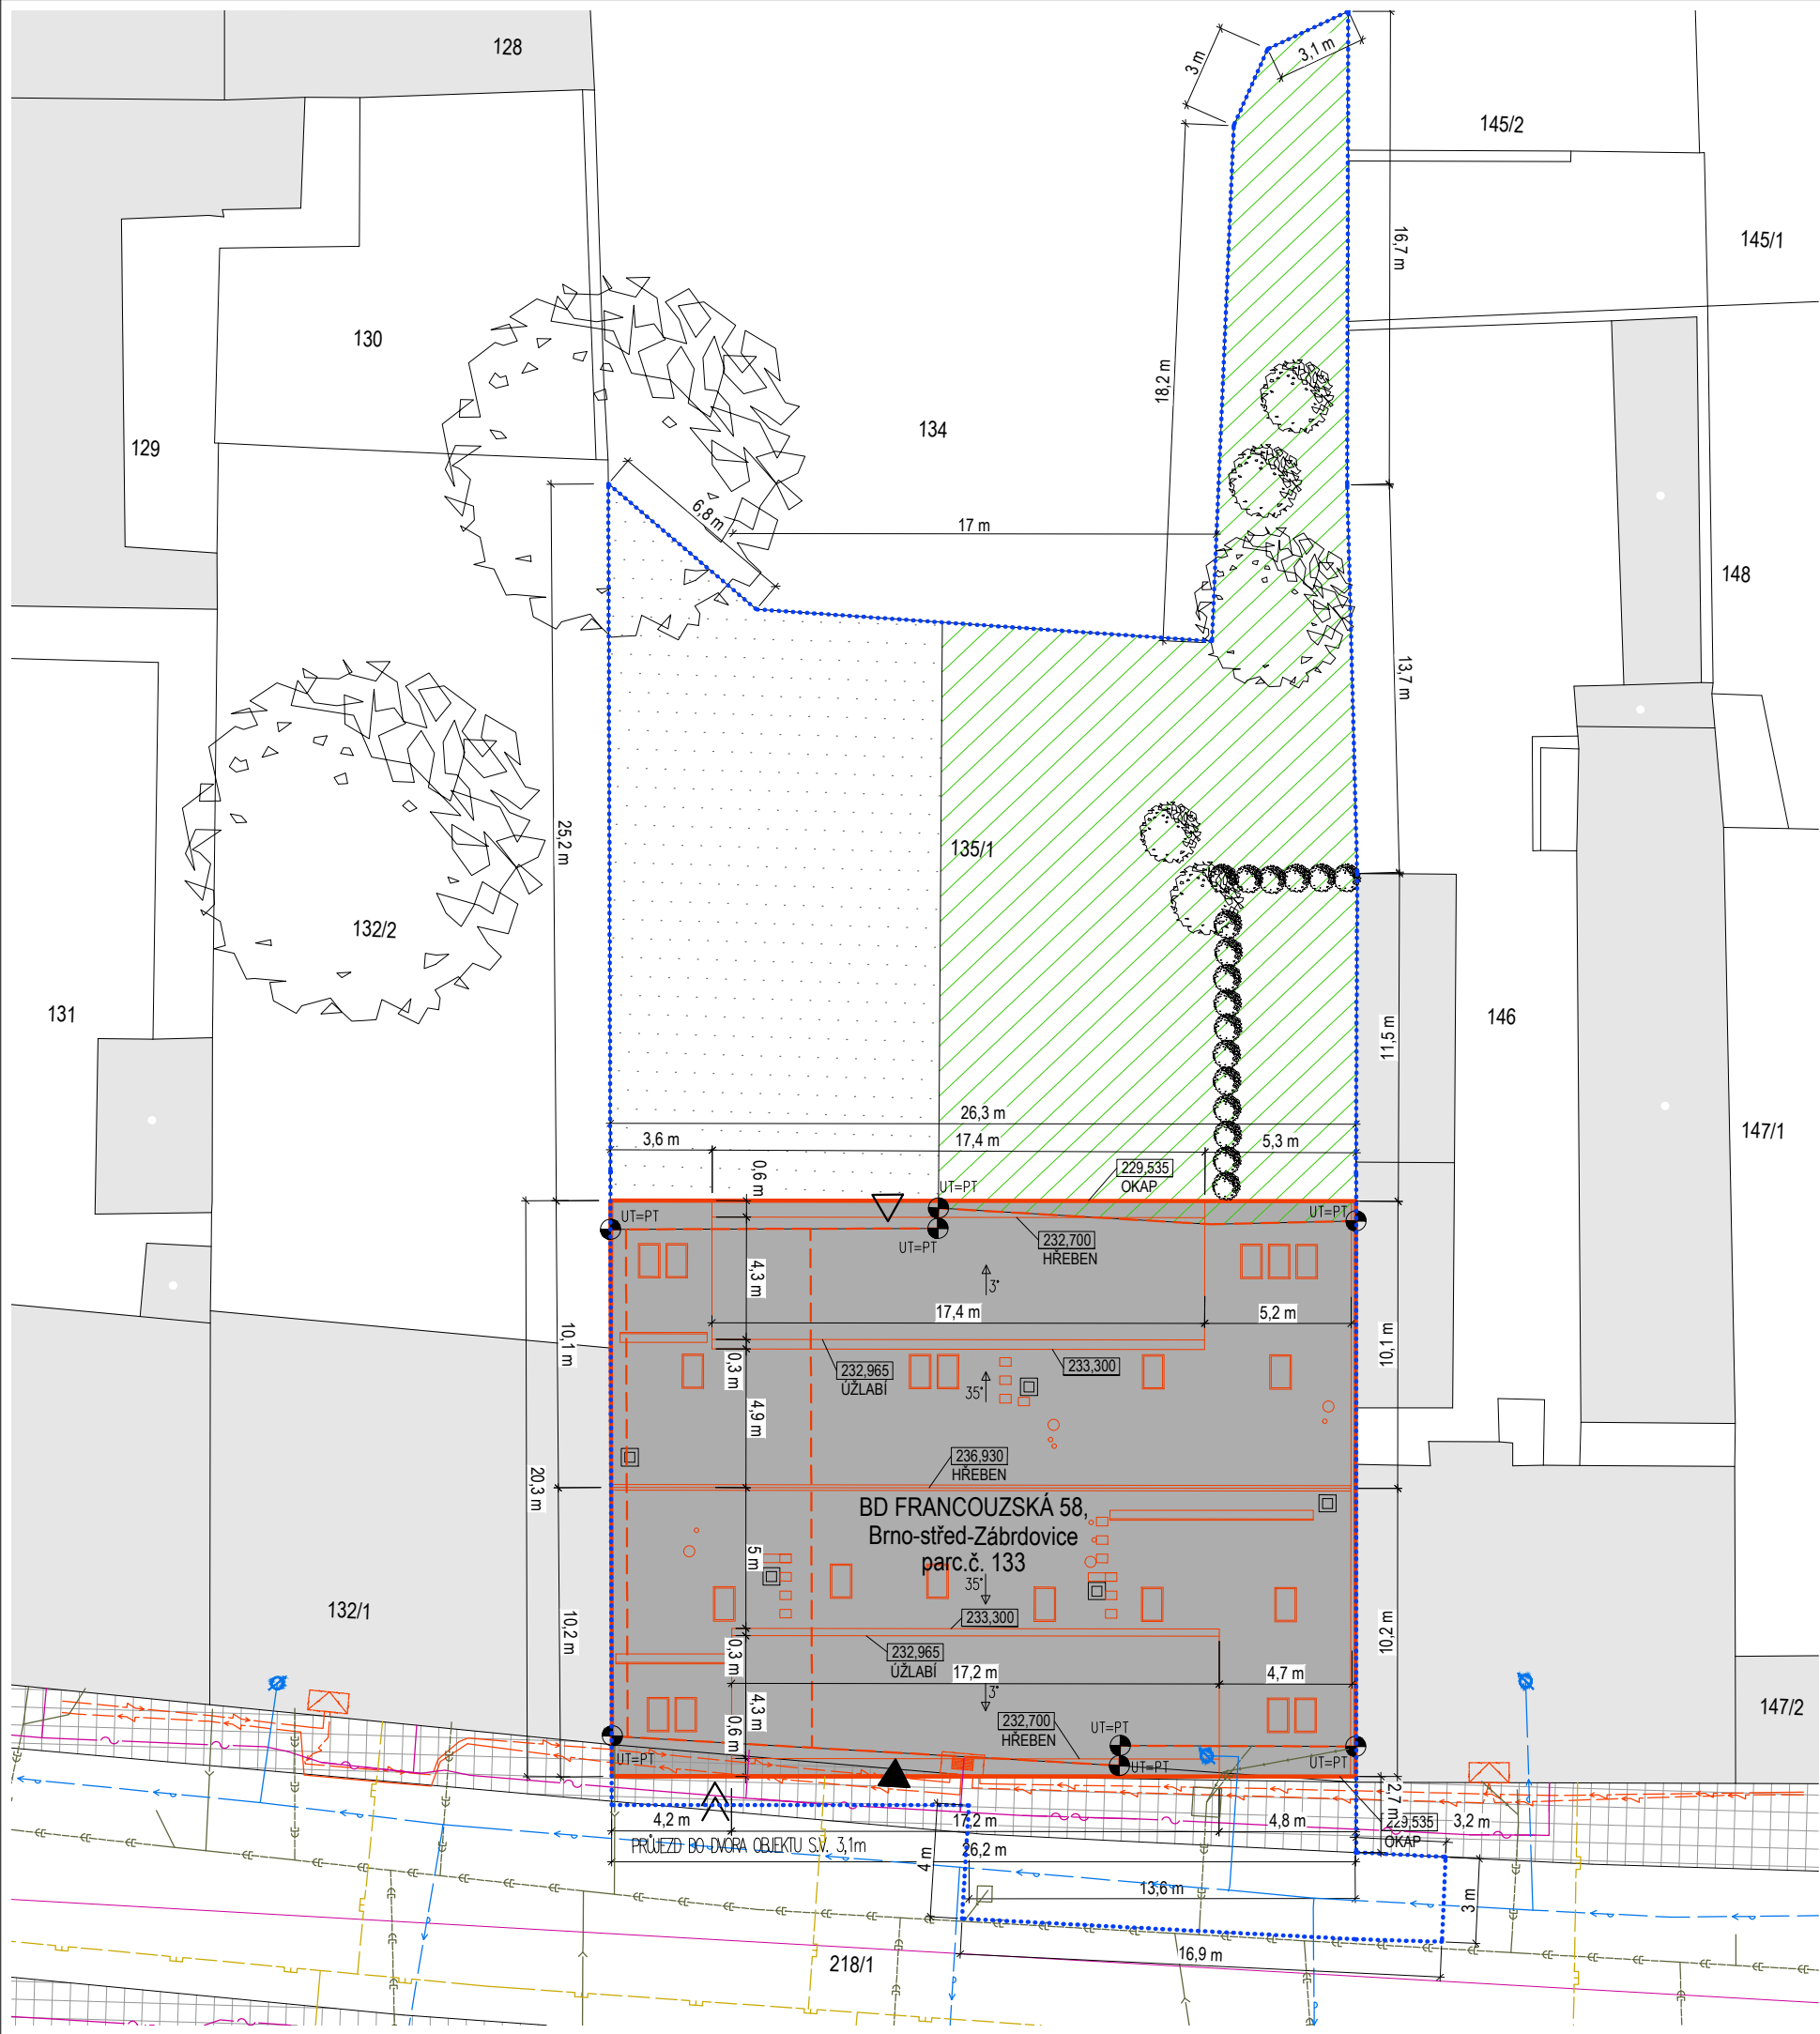 128
3 m
3,1 m
145/2
16,7 m
145/1
130
18,2 m
134
129
6,8 m
17 m
148
13,7 m
25,2 m
135/1
132/2
131
146
11,5 m
147/1
26,3 m
3,6 m
17,4 m
5,3 m
0,6 m
229,535
OKAP
UT=PT
UT=PT
UT=PT
UT=PT
232,700
HŘEBEN
4,3 m
3°
17,4 m
5,2 m
10,1 m
10,1 m
0,3 m
232,965
ÚŽLABÍ
233,300
35°
4,9 m
236,930
HŘEBEN
20,3 m
BD FRANCOUZSKÁ 58,
Brno-střed-Zábrdovice
parc.č. 133
5 m
35°
132/1
233,300
10,2 m
10,2 m
0,3 m
232,965
ÚŽLABÍ
17,2 m
4,7 m
3°
4,3 m
147/2
232,700
HŘEBEN
0,6 m
UT=PT
UT=PT
UT=PT
UT=PT
2,7 m
4,2 m
17,2 m
4,8 m
229,535
OKAP
3,2 m
PRŮJEZD DO DVORA OBJEKTU S.V. 3,1m
4 m
26,2 m
13,6 m
3 m
16,9 m
218/1